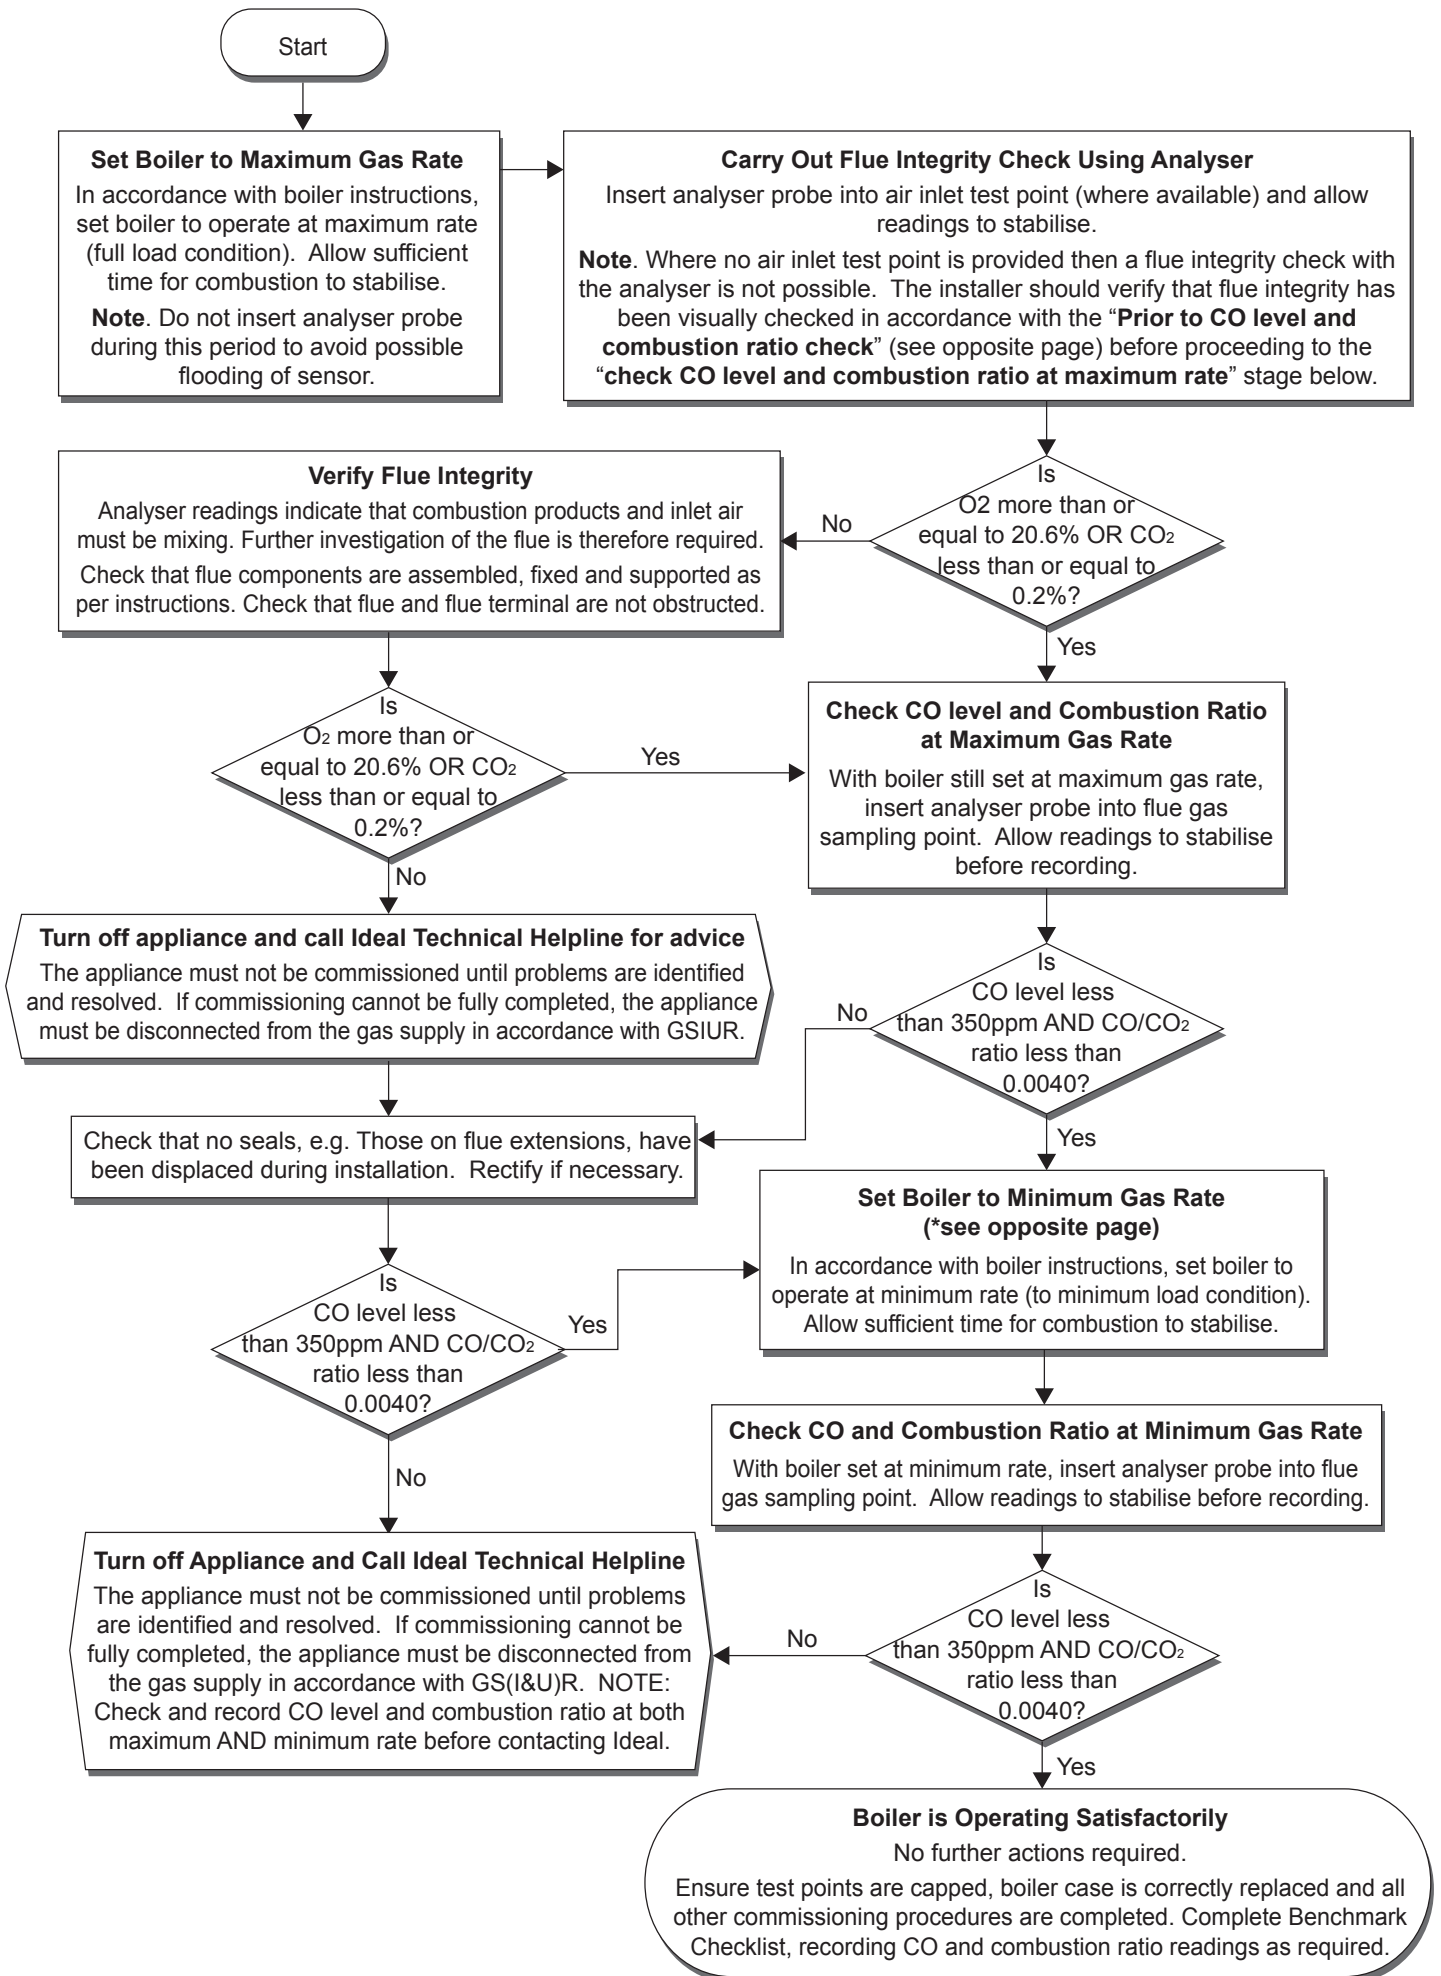 Start
Set Boiler to Maximum Gas Rate
In accordance with boiler instructions,
set boiler to operate at maximum rate
(full load condition).  Allow sufficient
time for combustion to stabilise.
Note. Do not insert analyser probe
during this period to avoid possible
flooding of sensor.
Carry Out Flue Integrity Check Using Analyser
Insert analyser probe into air inlet test point (where available) and allow
readings to stabilise.
Note. Where no air inlet test point is provided then a flue integrity check with
the analyser is not possible.  The installer should verify that flue integrity has
been visually checked in accordance with the “Prior to CO level and
combustion ratio check” (see opposite page) before proceeding to the
“check CO level and combustion ratio at maximum rate” stage below.
Is
O2 more than or
equal to 20.6% OR CO2
less than or equal to
0.2%?
No
Yes
Verify Flue Integrity
Analyser readings indicate that combustion products and inlet air
must be mixing. Further investigation of the flue is therefore required.
Check that flue components are assembled, fixed and supported as
per instructions. Check that flue and flue terminal are not obstructed.
Is
O2 more than or
equal to 20.6% OR CO2
less than or equal to
0.2%?
Yes
No
Check CO level and Combustion Ratio
at Maximum Gas Rate
With boiler still set at maximum gas rate,
insert analyser probe into flue gas
sampling point.  Allow readings to stabilise
before recording.
Turn off appliance and call Ideal Technical Helpline for advice
The appliance must not be commissioned until problems are identified
and resolved.  If commissioning cannot be fully completed, the appliance
must be disconnected from the gas supply in accordance with GSIUR.
Is
CO level less
than 350ppm AND CO/CO2
ratio less than
0.0040?
No
Yes
Check that no seals, e.g. Those on flue extensions, have
been displaced during installation.  Rectify if necessary.
Set Boiler to Minimum Gas Rate
(*see opposite page)
In accordance with boiler instructions, set boiler to
operate at minimum rate (to minimum load condition).
Allow sufficient time for combustion to stabilise.
Is
CO level less
than 350ppm AND CO/CO2
ratio less than
0.0040?
Yes
No
Check CO and Combustion Ratio at Minimum Gas Rate
With boiler set at minimum rate, insert analyser probe into flue
gas sampling point.  Allow readings to stabilise before recording.
Turn off Appliance and Call Ideal Technical Helpline
The appliance must not be commissioned until problems
are identified and resolved.  If commissioning cannot be
fully completed, the appliance must be disconnected from
the gas supply in accordance with GS(I&U)R.  NOTE:
Check and record CO level and combustion ratio at both
maximum AND minimum rate before contacting Ideal.
Is
CO level less
than 350ppm AND CO/CO2
ratio less than
0.0040?
No
Yes
Boiler is Operating Satisfactorily
No further actions required.
Ensure test points are capped, boiler case is correctly replaced and all
other commissioning procedures are completed. Complete Benchmark
Checklist, recording CO and combustion ratio readings as required.